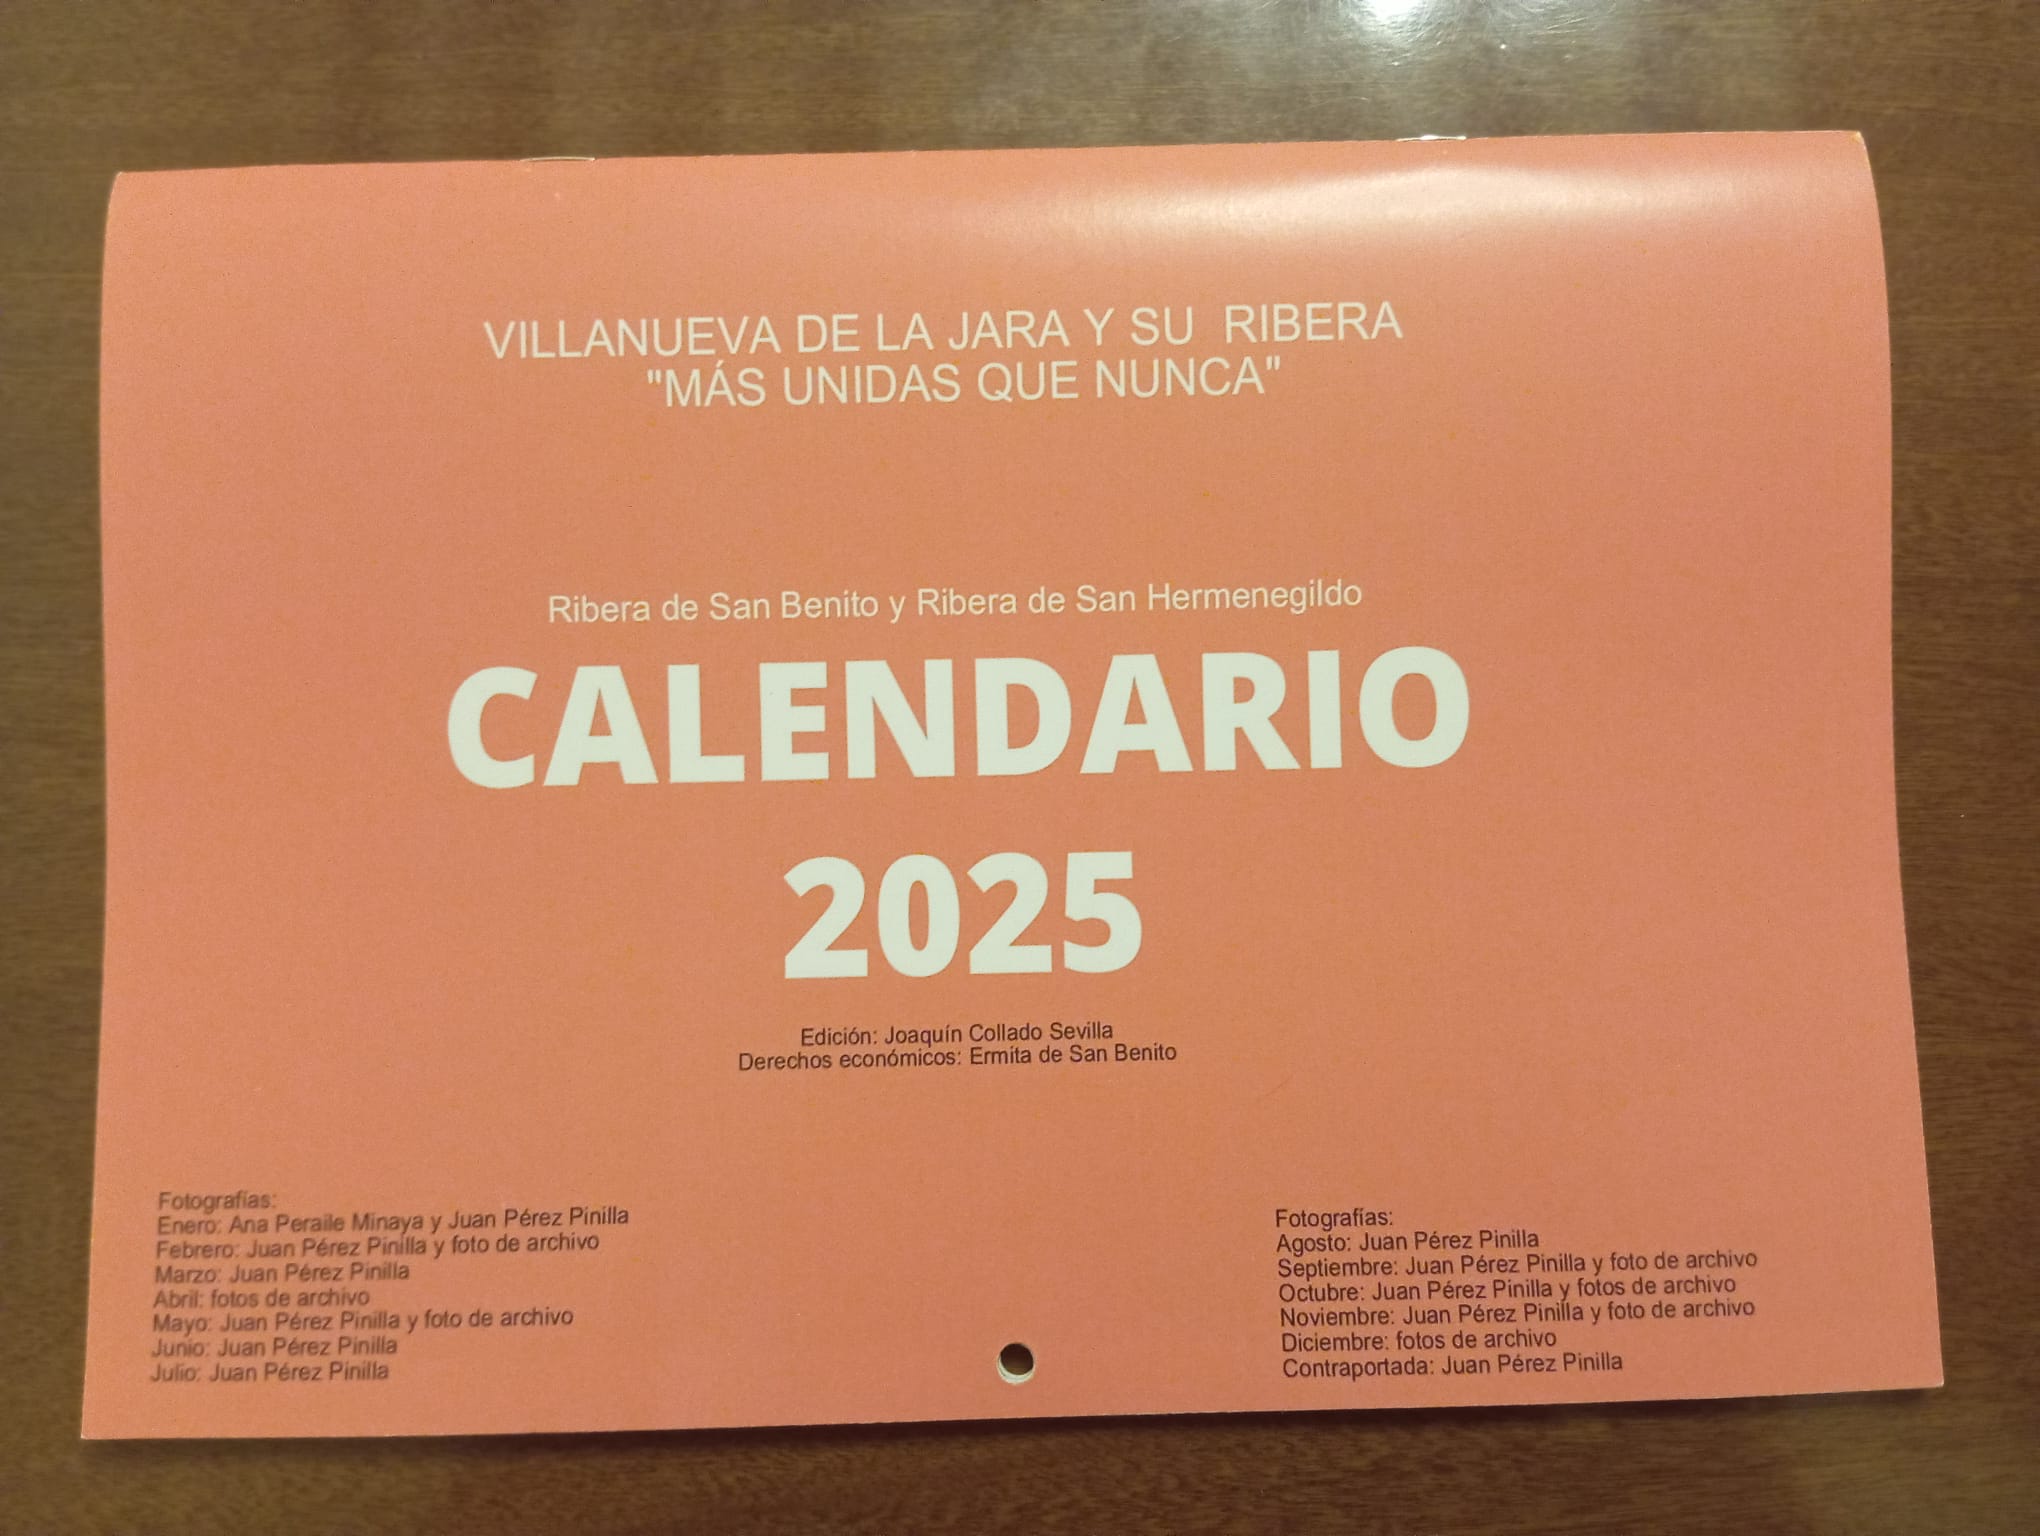 VILLANUEVA DE LA JARA Y SU RIBERA
"MÁS UNIDAS QUE NUNCA"
Ribera de San Benito y Ribera de San Hermenegildo
CALENDARIO
2025
Edición: Joaquín Collado Sevilla
Derechos económicos: Ermita de San Benito
Fotografías:
Enero: Ana Peraile Minaya y Juan Pérez Pinilla
Febrero: Juan Pérez Pinilla y foto de archivo
Marzo: Juan Pérez Pinilla
Abril: fotos de archivo
Mayo: Juan Pérez Pinilla y foto de archivo
Junio: Juan Pérez Pinilla
Julio: Juan Pérez Pinilla
Fotografías:
Agosto: Juan Pérez Pinilla
Septiembre: Juan Pérez Pinilla y foto de archivo
Octubre: Juan Pérez Pinilla y fotos de archivo
Noviembre: Juan Pérez Pinilla y foto de archivo
Diciembre: fotos de archivo
Contraportada: Juan Pérez Pinilla